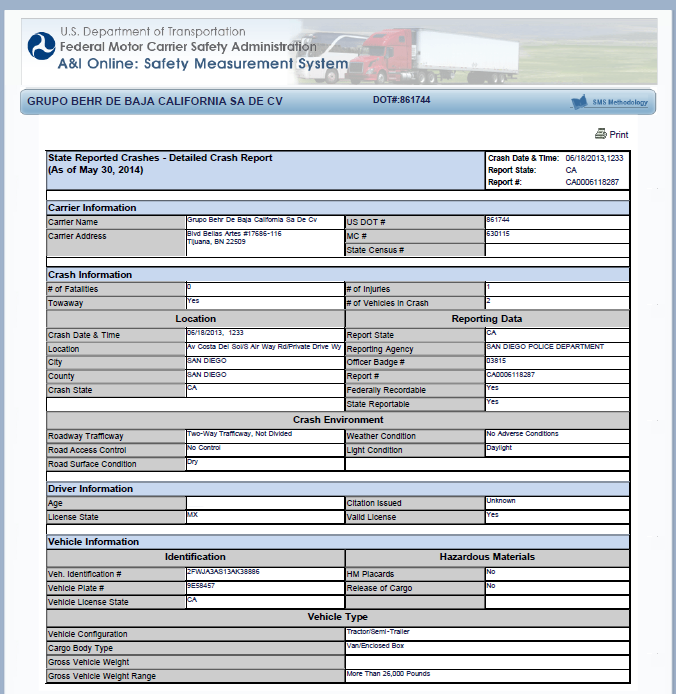 U.S. Department of Transportation
Federal Motor Carrier Safety Administration
A&I Online: Safety Measurement System
GRUPO BEHR DE BAJA CALIFORNIA SA DE CV DOT#:861744 SMS Methodology
Print
State Reported Crashes - Detailed Crash Report
(As of May 30, 2014)
Crash Date & Time: 06/18/2013,1233
Report State: CA
Report #: CA0006118287
Carrier Information
Carrier Name Grupo Behr De Baja California Sa De Cv US DOT # 861744
Carrier Address Blvd Bellas Artes #17686-116 MC # 630115
Tijuana, BN 22509
State Census #
Crash Information
# of Fatalities 0 # of Injuries 1
Towaway Yes # of Vehicles in Crash 2
Location Reporting Data
Crash Date & Time 06/18/2013, 1233 Report State CA
Location Av Costa Del Sol/S Air Way Rd/Private Drive Wy Reporting Agency SAN DIEGO POLICE DEPARTMENT
City SAN DIEGO Officer Badge # 03815
County SAN DIEGO Report # CA0006118287
Crash State CA Federally Recordable Yes
State Reportable Yes
Crash Environment
Roadway Trafficway Two-Way Trafficway, Not Divided Weather Condition No Adverse Conditions
Road Access Control No Control Light Condition Daylight
Road Surface Condition Dry
Driver Information
Age Citation Issued Unknown
License State MX Valid License Yes
Vehicle Information
Identification Hazardous Materials
Veh. Identification # 2FWJA3AS13AK38886 HM Placards No
Vehicle Plate # 9E58457 Release of Cargo No
Vehicle License State CA
Vehicle Type
Vehicle Configuration Tractor/Semi-Trailer
Cargo Body Type Van/Enclosed Box
Gross Vehicle Weight
Gross Vehicle Weight Range More Than 26,000 Pounds